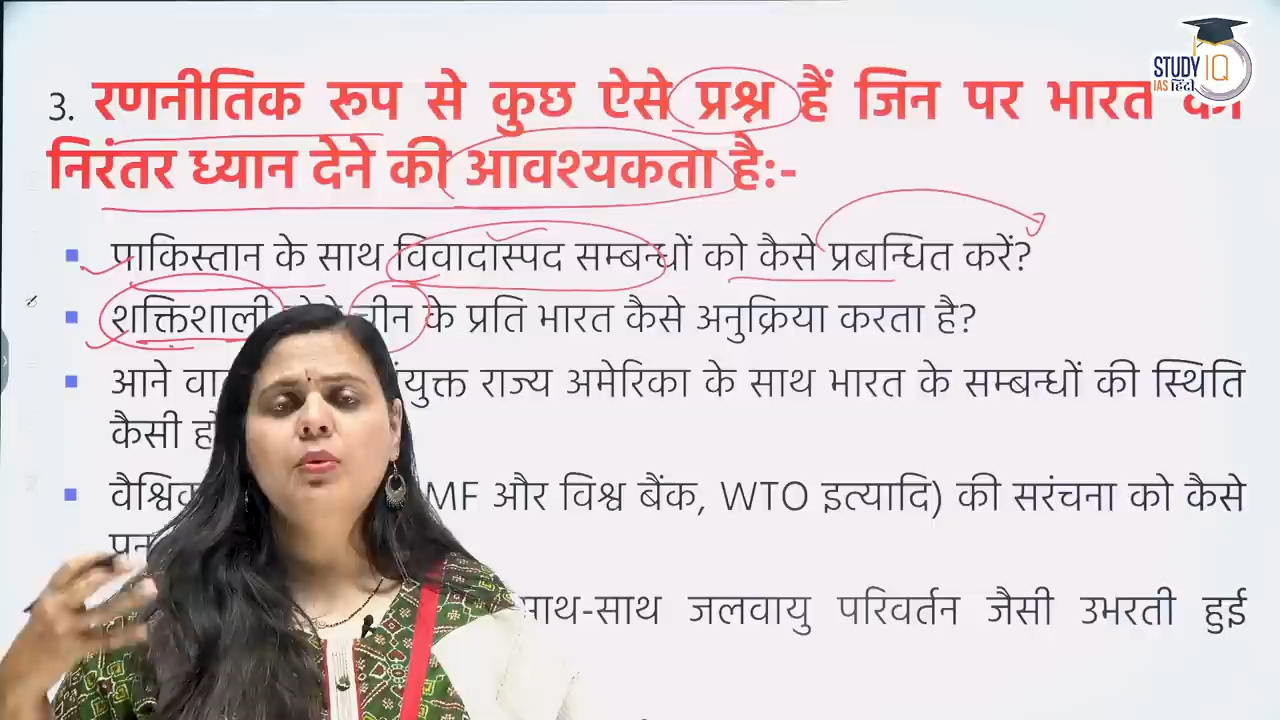 STUDY IQ
IAS हिंदी
3. रणनीतिक रूप से कुछ ऐसे प्रश्न हैं जिन पर भारत
निरंतर ध्यान देने की आवश्यकता है:-
पाकिस्तान के साथ विवादास्पद सम्बन्धों को कैसे प्रबन्धित करें?
शक्तिशाली चीन के प्रति भारत कैसे अनुक्रिया करता है?
आने राज्य अमेरिका के साथ भारत के सम्बन्धों की स्थिति
कैसी
और विश्व बैंक, WTO इत्यादि) की सरंचना को कैसे
साथ-साथ जलवायु परिवर्तन जैसी उभरती हुई